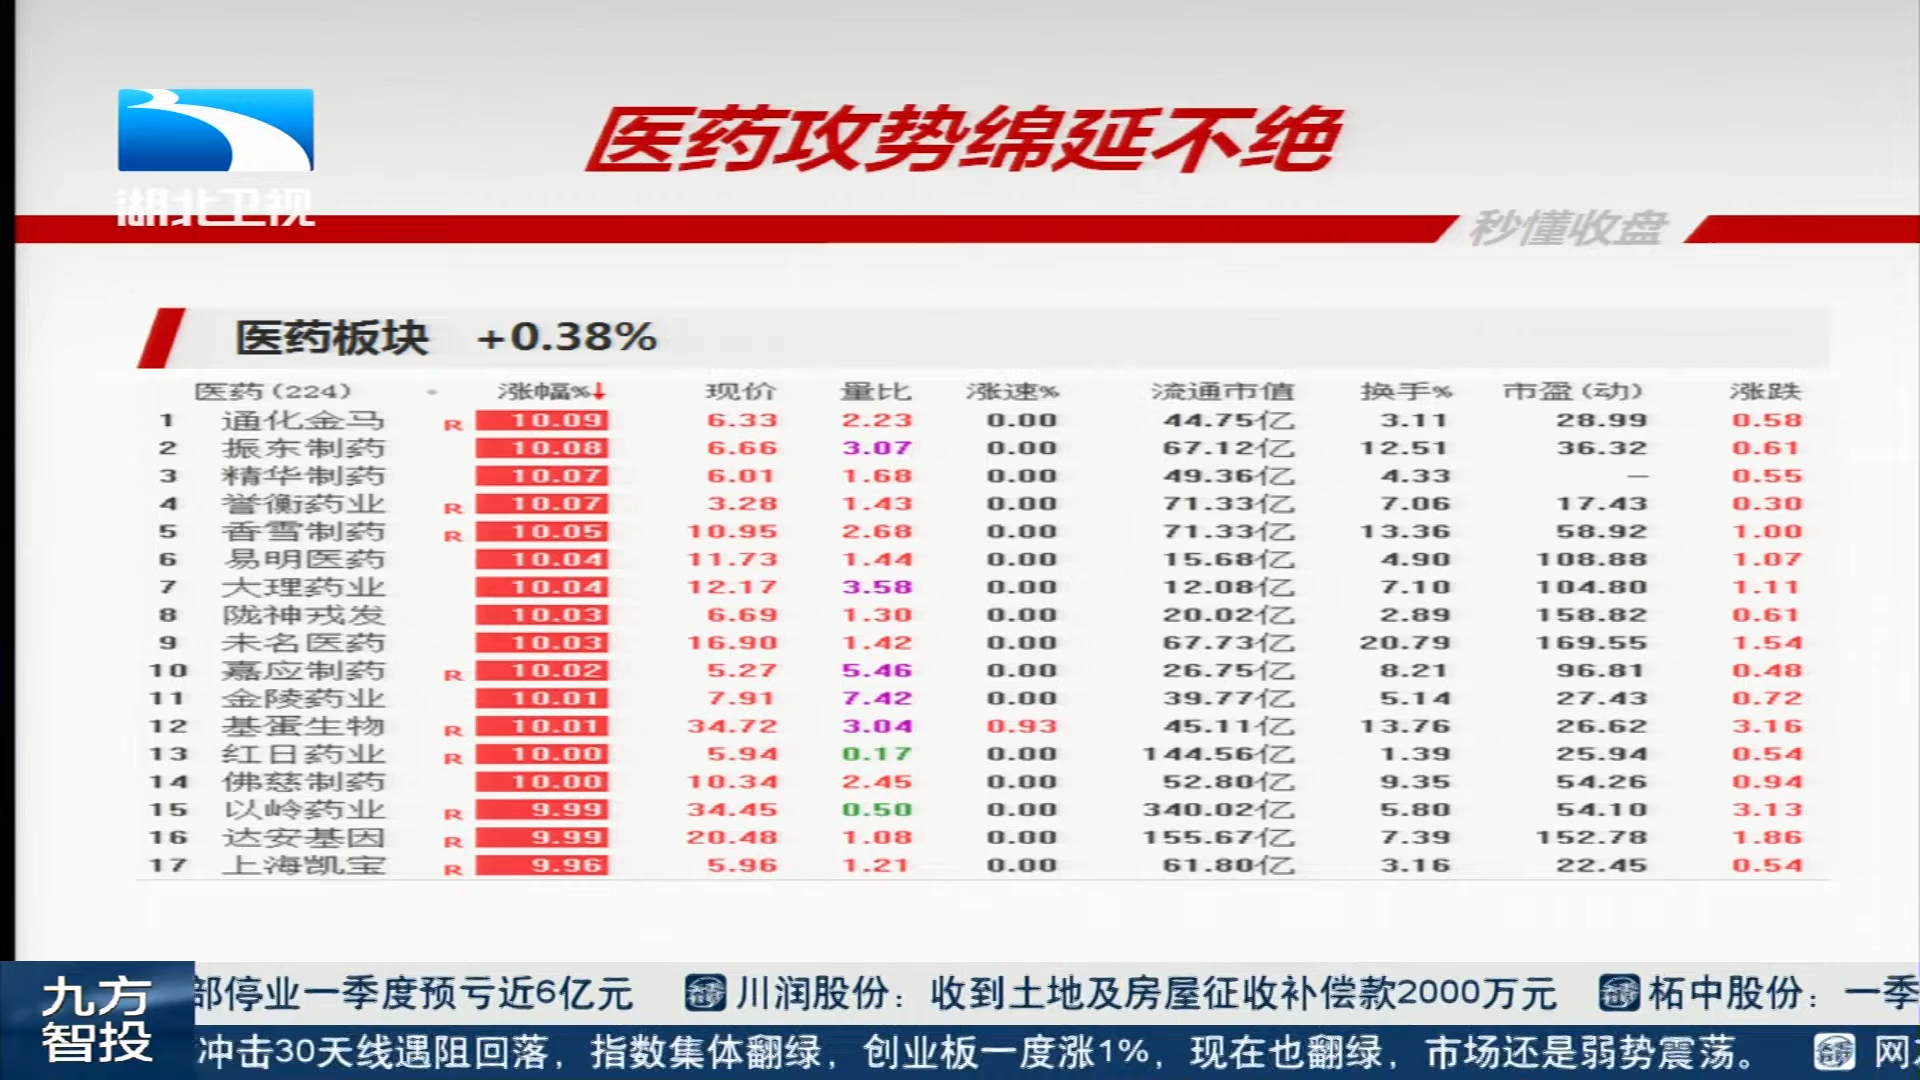 医药攻势绵延不绝
湖北卫视
秒懂收盘
医药板块 +0.38%
医药(224) 涨幅%↓ 现价 量比 涨速% 流通市值 换手% 市盈(动) 涨跌
1 通化金马 R 10.09 6.33 2.23 0.00 44.75亿 3.11 28.99 0.58
2 振东制药 10.08 6.66 3.07 0.00 67.12亿 12.51 36.32 0.61
3 精华制药 10.07 6.01 1.68 0.00 49.36亿 4.33 — 0.55
4 誉衡药业 R 10.07 3.28 1.43 0.00 71.33亿 7.06 17.43 0.30
5 香雪制药 R 10.05 10.95 2.68 0.00 71.33亿 13.36 58.92 1.00
6 易明医药 10.04 11.73 1.44 0.00 15.68亿 4.90 108.88 1.07
7 大理药业 10.04 12.17 3.58 0.00 12.08亿 7.10 104.80 1.11
8 陇神戎发 10.03 6.69 1.30 0.00 20.02亿 2.89 158.82 0.61
9 未名医药 10.03 16.90 1.42 0.00 67.73亿 20.79 169.55 1.54
10 嘉应制药 R 10.02 5.27 5.46 0.00 26.75亿 8.21 96.81 0.48
11 金陵药业 10.01 7.91 7.42 0.00 39.77亿 5.14 27.43 0.72
12 基蛋生物 R 10.01 34.72 3.04 0.93 45.11亿 13.76 26.62 3.16
13 红日药业 R 10.00 5.94 0.17 0.00 144.56亿 1.39 25.94 0.54
14 佛慈制药 10.00 10.34 2.45 0.00 52.80亿 9.35 54.26 0.94
15 以岭药业 R 9.99 34.45 0.50 0.00 340.02亿 5.80 54.10 3.13
16 达安基因 R 9.99 20.48 1.08 0.00 155.67亿 7.39 152.78 1.86
17 上海凯宝 R 9.96 5.96 1.21 0.00 61.80亿 3.16 22.45 0.54
九方智投
部停业一季度预亏近6亿元 川润股份：收到土地及房屋征收补偿款2000万元 柘中股份：一季
冲击30天线遇阻回落，指数集体翻绿，创业板一度涨1%，现在也翻绿，市场还是弱势震荡。 网